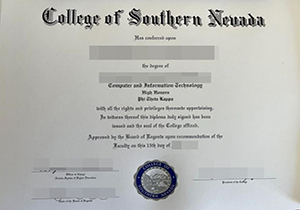 College of Southern Nevada
Has conferred upon
the degree of
Computer and Information Technology
High Honors
Phi Theta Kappa
with all the rights and privileges thereunto appertaining.
In witness thereof this diploma duly signed has been
issued and the seal of the College affixed.
Approved by the Board of Regents upon recommendation of the
Faculty on this 13th day of